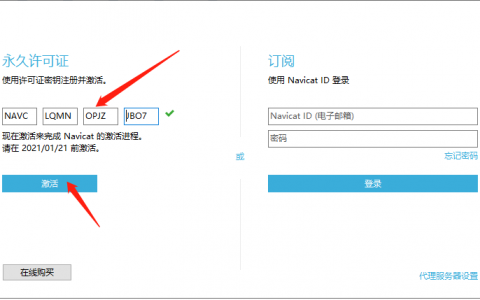 永久许可证
使用许可证密钥注册并激活。
NAVC LQMN OPJZ JBO7
现在激活来完成 Navicat 的激活进程。
请在 2021/01/21 前激活。
激活
在线购买
或
订阅
使用 Navicat ID 登录
Navicat ID (电子邮箱)
密码
忘记密码
登录
代理服务器设置